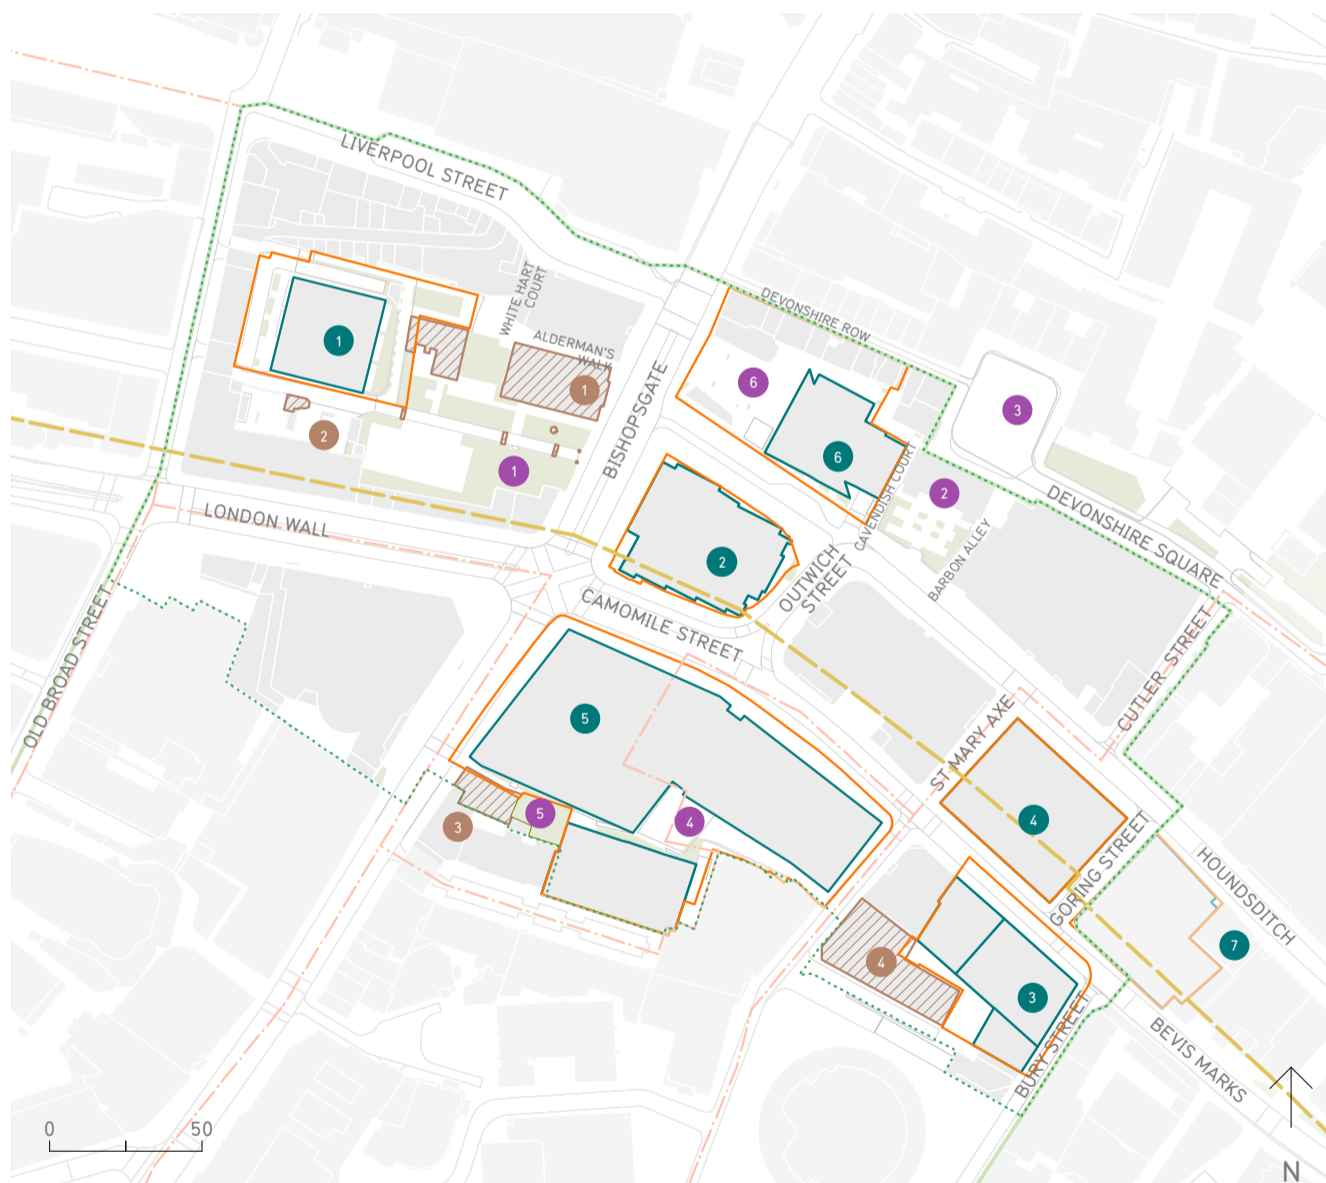 LIVERPOOL STREET
WHITE HART
COURT
ALDERMAN'S
WALK
DEVONSHIRE ROW
1
1
2
1
BISHOPSGATE
6
6
3
2
CAVENDISH COURT
DEVONSHIRE SQUARE
BARBON ALLEY
LONDON WALL
2
OUTWICH
STREET
CAMOMILE STREET
OLD BROAD STREET
CUTLER STREET
5
ST MARY AXE
5
4
3
4
GORING STREET
HOUNDSDITCH
4
7
3
BURY STREET
BEVIS MARKS
0
50
N